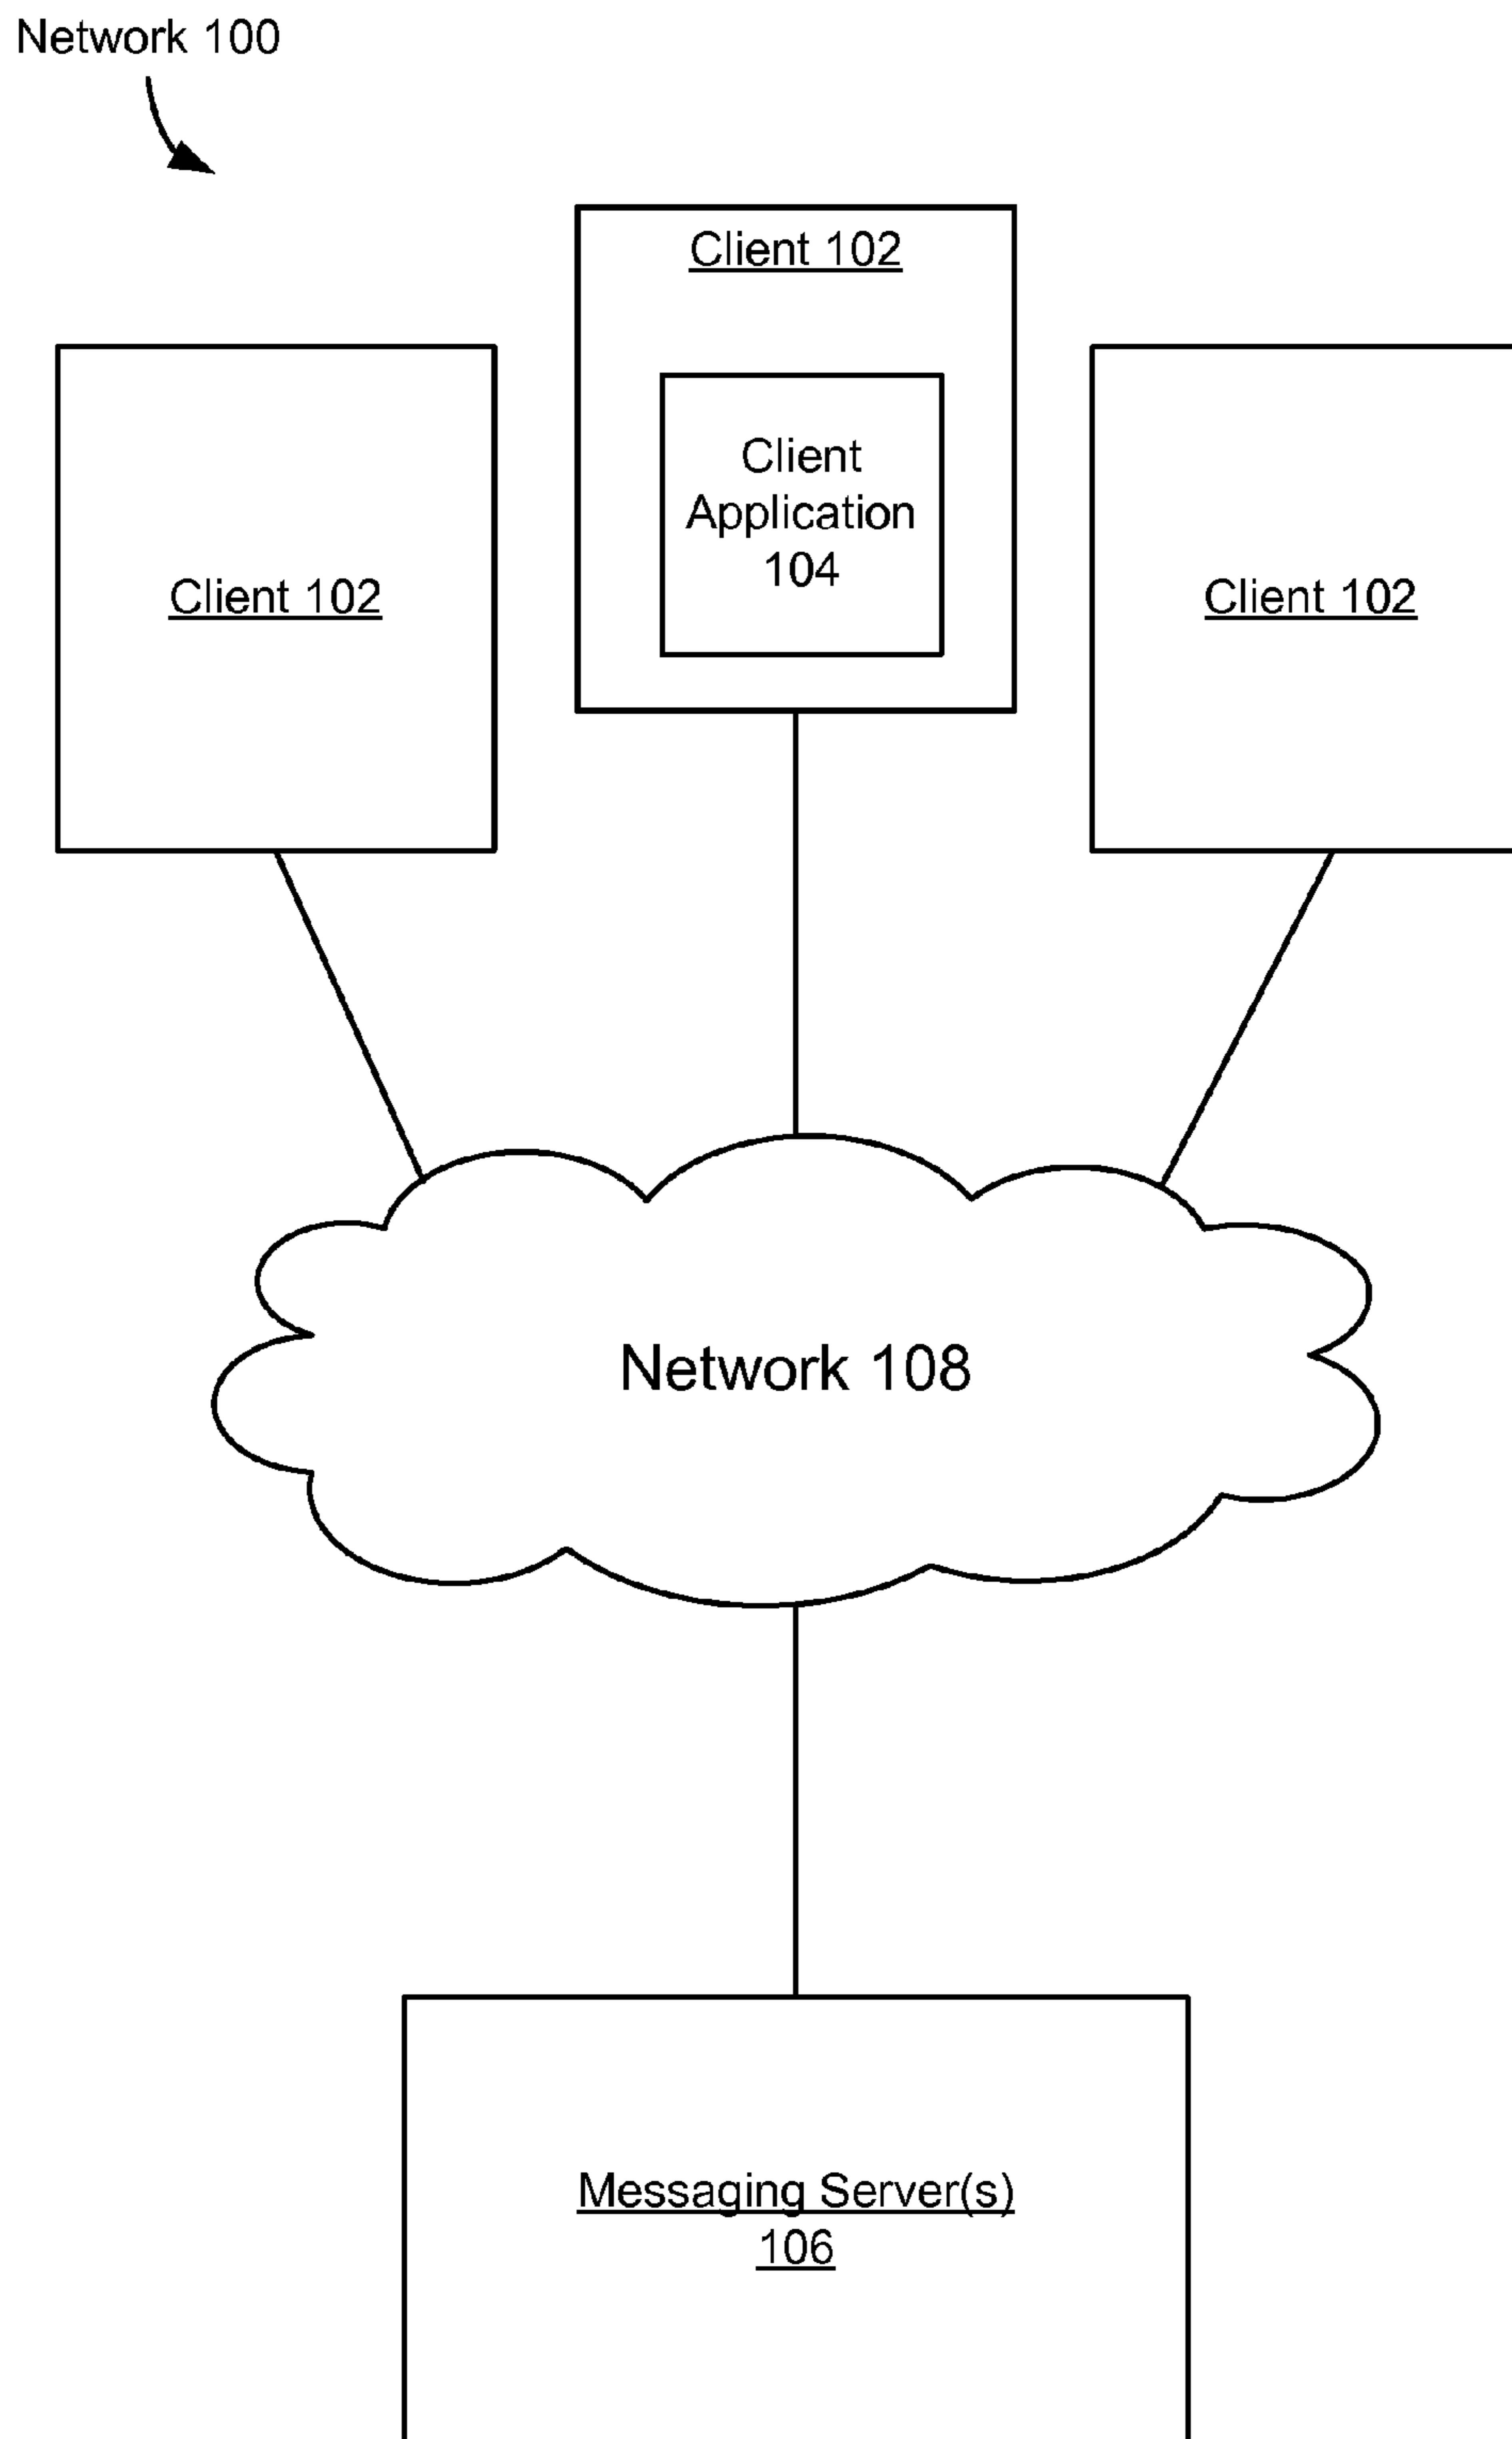 Network 100
Client 102
Client
Application
104
Client 102
Client 102
Network 108
Messaging Server(s)
106